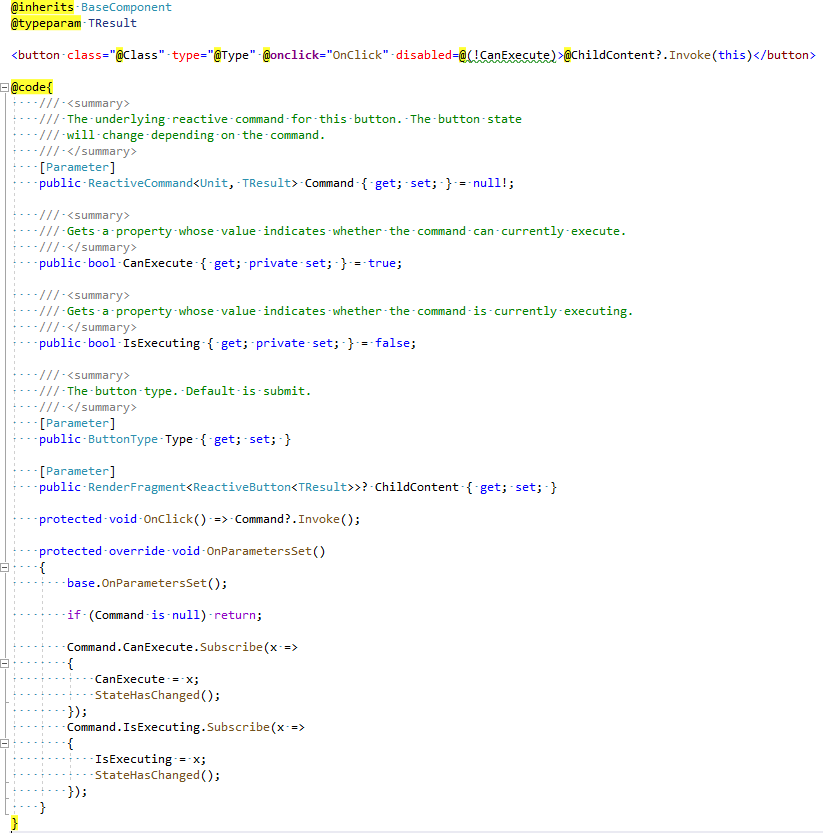 @inherits BaseComponent
@typeparam TResult
<button class="@Class" type="@Type" @onclick="OnClick" disabled=@(!CanExecute)>@ChildContent?.Invoke(this)</button>
@code{
/// <summary>
/// The underlying reactive command for this button. The button state
/// will change depending on the command.
/// </summary>
[Parameter]
public ReactiveCommand<Unit, TResult> Command { get; set; } = null!;
/// <summary>
/// Gets a property whose value indicates whether the command can currently execute.
/// </summary>
public bool CanExecute { get; private set; } = true;
/// <summary>
/// Gets a property whose value indicates whether the command is currently executing.
/// </summary>
public bool IsExecuting { get; private set; } = false;
/// <summary>
/// The button type. Default is submit.
/// </summary>
[Parameter]
public ButtonType Type { get; set; }
[Parameter]
public RenderFragment<ReactiveButton<TResult>>? ChildContent { get; set; }
protected void OnClick() => Command?.Invoke();
protected override void OnParametersSet()
{
base.OnParametersSet();
if (Command is null) return;
Command.CanExecute.Subscribe(x =>
{
CanExecute = x;
StateHasChanged();
});
Command.IsExecuting.Subscribe(x =>
{
IsExecuting = x;
StateHasChanged();
});
}
}